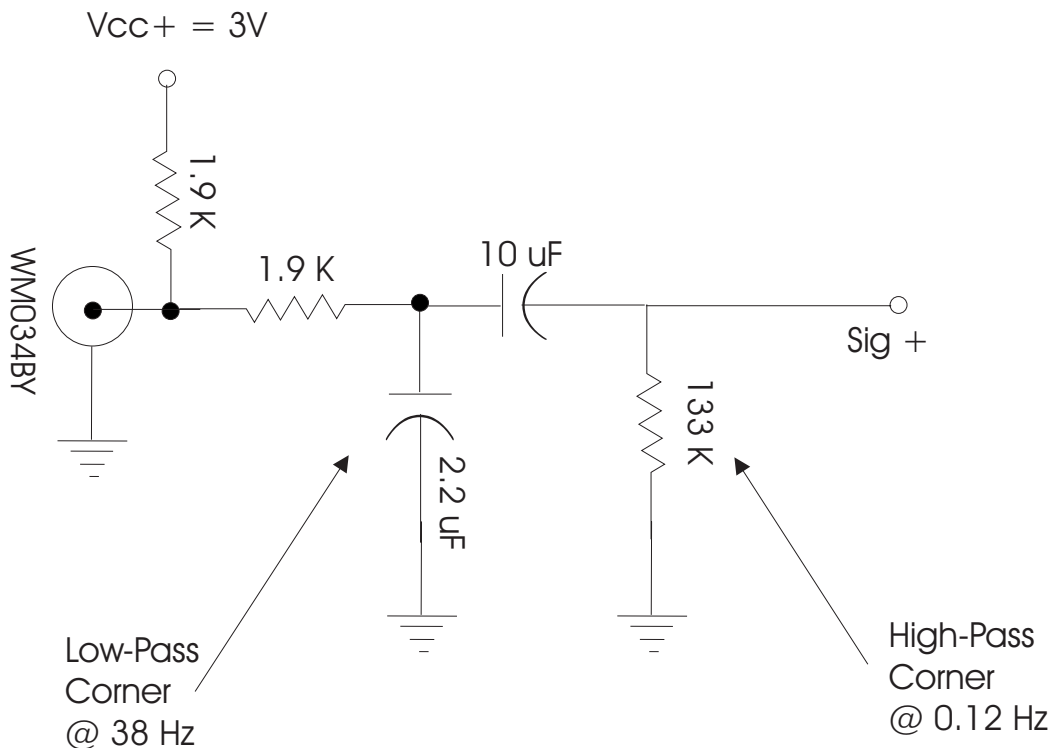 Vcc+ = 3V
1.9 K
WM034BY
1.9 K
10 uF
Sig +
133 K
2.2 uF
Low-Pass
Corner
@ 38 Hz
High-Pass
Corner
@ 0.12 Hz